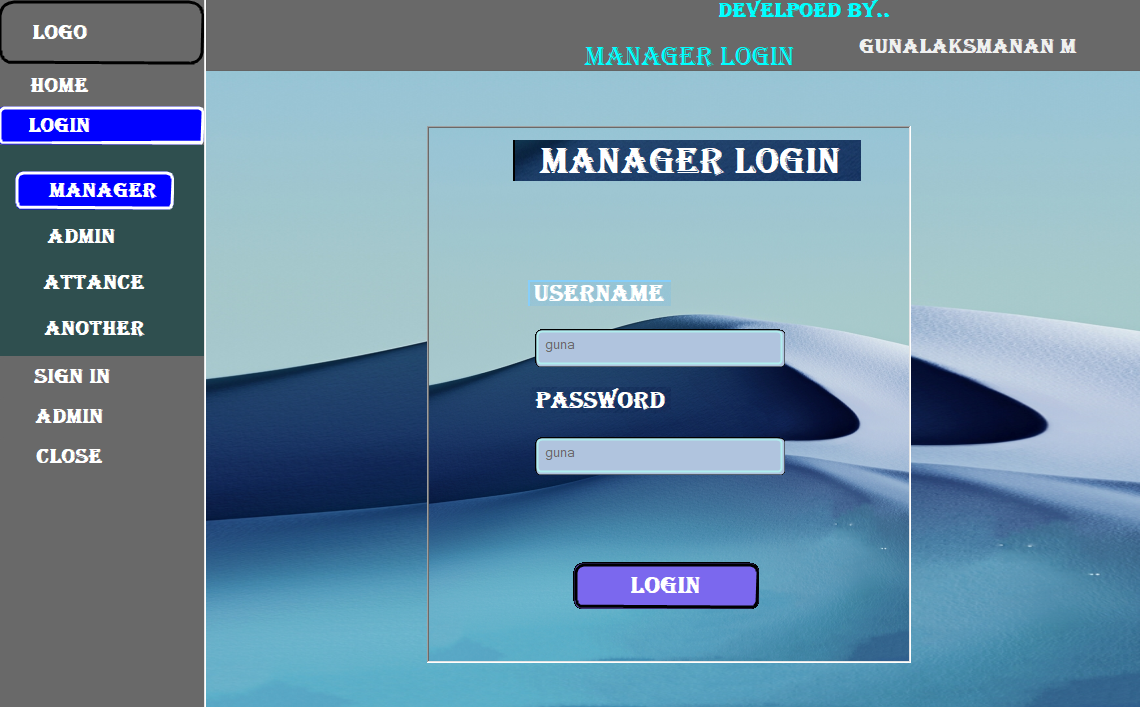 LOGO
HOME
LOGIN
MANAGER
ADMIN
ATTANCE
ANOTHER
SIGN IN
ADMIN
CLOSE
DEVELPOED BY..
GUNALAKSMANAN M
MANAGER LOGIN
MANAGER LOGIN
USERNAME
guna
PASSWORD
guna
LOGIN